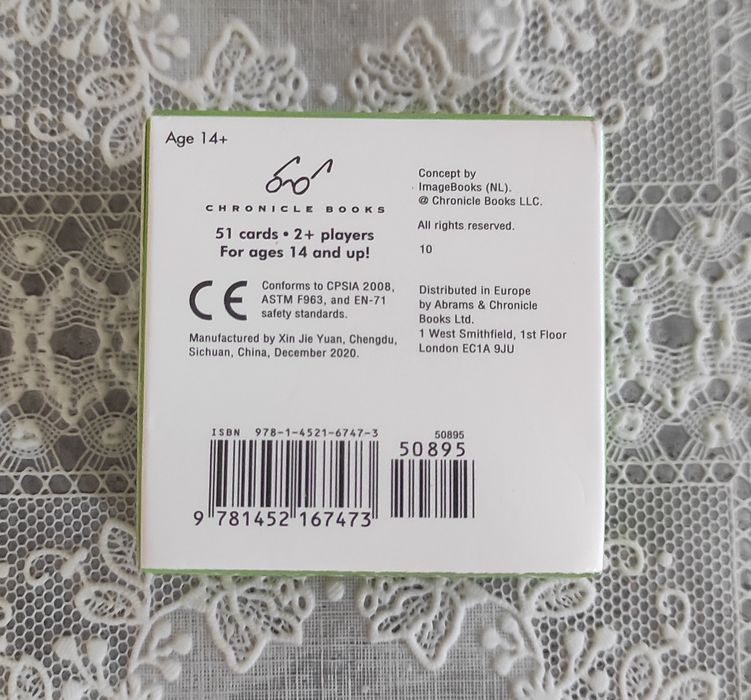 Age 14+
CHRONICLE BOOKS
51 cards • 2+ players
For ages 14 and up!
CE
Conforms to CPSIA 2008,
ASTM F963, and EN-71
safety standards.
Manufactured by Xin Jie Yuan, Chengdu,
Sichuan, China, December 2020.
Concept by
ImageBooks (NL).
@ Chronicle Books LLC.
All rights reserved.
10
Distributed in Europe
by Abrams & Chronicle
Books Ltd.
1 West Smithfield, 1st Floor
London EC1A 9JU
ISBN 978-1-4521-6747-3
9 781452 167473
50895
50895